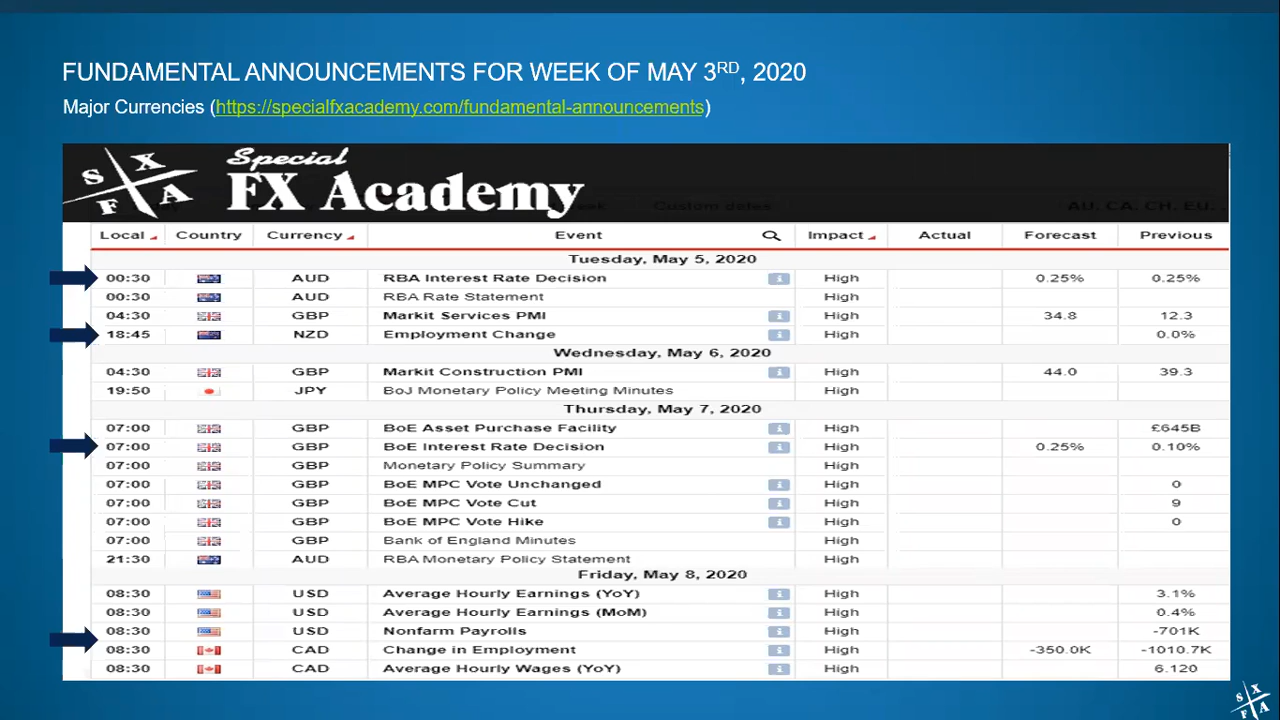 FUNDAMENTAL ANNOUNCEMENTS FOR WEEK OF MAY 3RD, 2020
Major Currencies (https://specialfxacademy.com/fundamental-announcements)
S X F A
Special
FX Academy
Custom dates
AU, CA, CH, EU, ...
Local Country Currency Event Impact Actual Forecast Previous
Tuesday, May 5, 2020
00:30 AUD RBA Interest Rate Decision High 0.25% 0.25%
00:30 AUD RBA Rate Statement High
04:30 GBP Markit Services PMI High 34.8 12.3
18:45 NZD Employment Change High 0.0%
Wednesday, May 6, 2020
04:30 GBP Markit Construction PMI High 44.0 39.3
19:50 JPY BoJ Monetary Policy Meeting Minutes High
Thursday, May 7, 2020
07:00 GBP BoE Asset Purchase Facility High £645B
07:00 GBP BoE Interest Rate Decision High 0.25% 0.10%
07:00 GBP Monetary Policy Summary High
07:00 GBP BoE MPC Vote Unchanged High 0
07:00 GBP BoE MPC Vote Cut High 9
07:00 GBP BoE MPC Vote Hike High 0
07:00 GBP Bank of England Minutes High
21:30 AUD RBA Monetary Policy Statement High
Friday, May 8, 2020
08:30 USD Average Hourly Earnings (YoY) High 3.1%
08:30 USD Average Hourly Earnings (MoM) High 0.4%
08:30 USD Nonfarm Payrolls High -701K
08:30 CAD Change in Employment High -350.0K -1010.7K
08:30 CAD Average Hourly Wages (YoY) High 6.120
S X F A